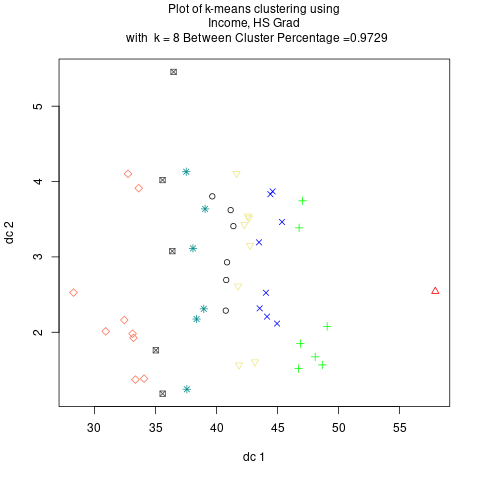 Plot of k-means clustering using
Income, HS Grad
with k = 8 Between Cluster Percentage =0.9729
5
4
3
2
dc 2
30 35 40 45 50 55
dc 1